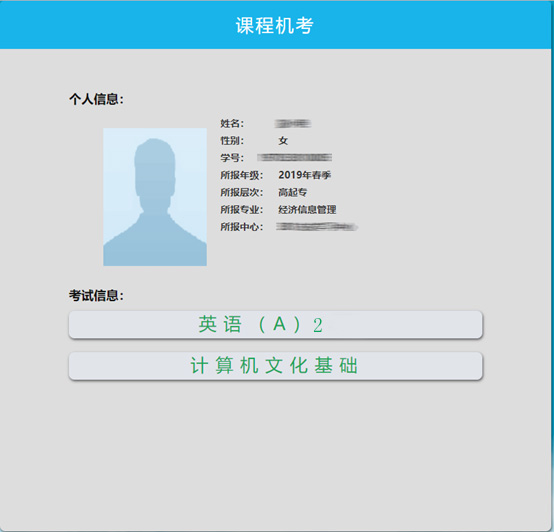 课程机考
个人信息:
姓名:
性别: 女
学号:
所报年级: 2019年春季
所报层次: 高起专
所报专业: 经济信息管理
所报中心:
考试信息:
英语（A）2
计算机文化基础